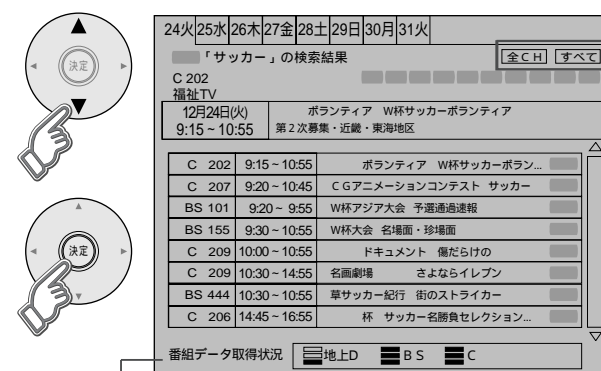 24火 25水 26木 27金 28土 29日 30月 31火
「サッカー」の検索結果 全CH すべて
C 202
福祉TV
12月24日(火) ボランティア W杯サッカーボランティア
9:15～10:55 第2次募集・近畿・東海地区
C 202 9:15～10:55 ボランティア W杯サッカーボラン...
C 207 9:20～10:45 CGアニメーションコンテスト サッカー
BS 101 9:20～ 9:55 W杯アジア大会 予選通過速報
BS 155 9:30～10:55 W杯大会 名場面・珍場面
C 209 10:00～10:55 ドキュメント 傷だらけの
C 209 10:30～14:55 名画劇場 さよならイレブン
BS 444 10:30～10:55 草サッカー紀行 街のストライカー
C 206 14:45～16:55 杯 サッカー名勝負セレクション...
番組データ取得状況 地上D BS C
決定
決定